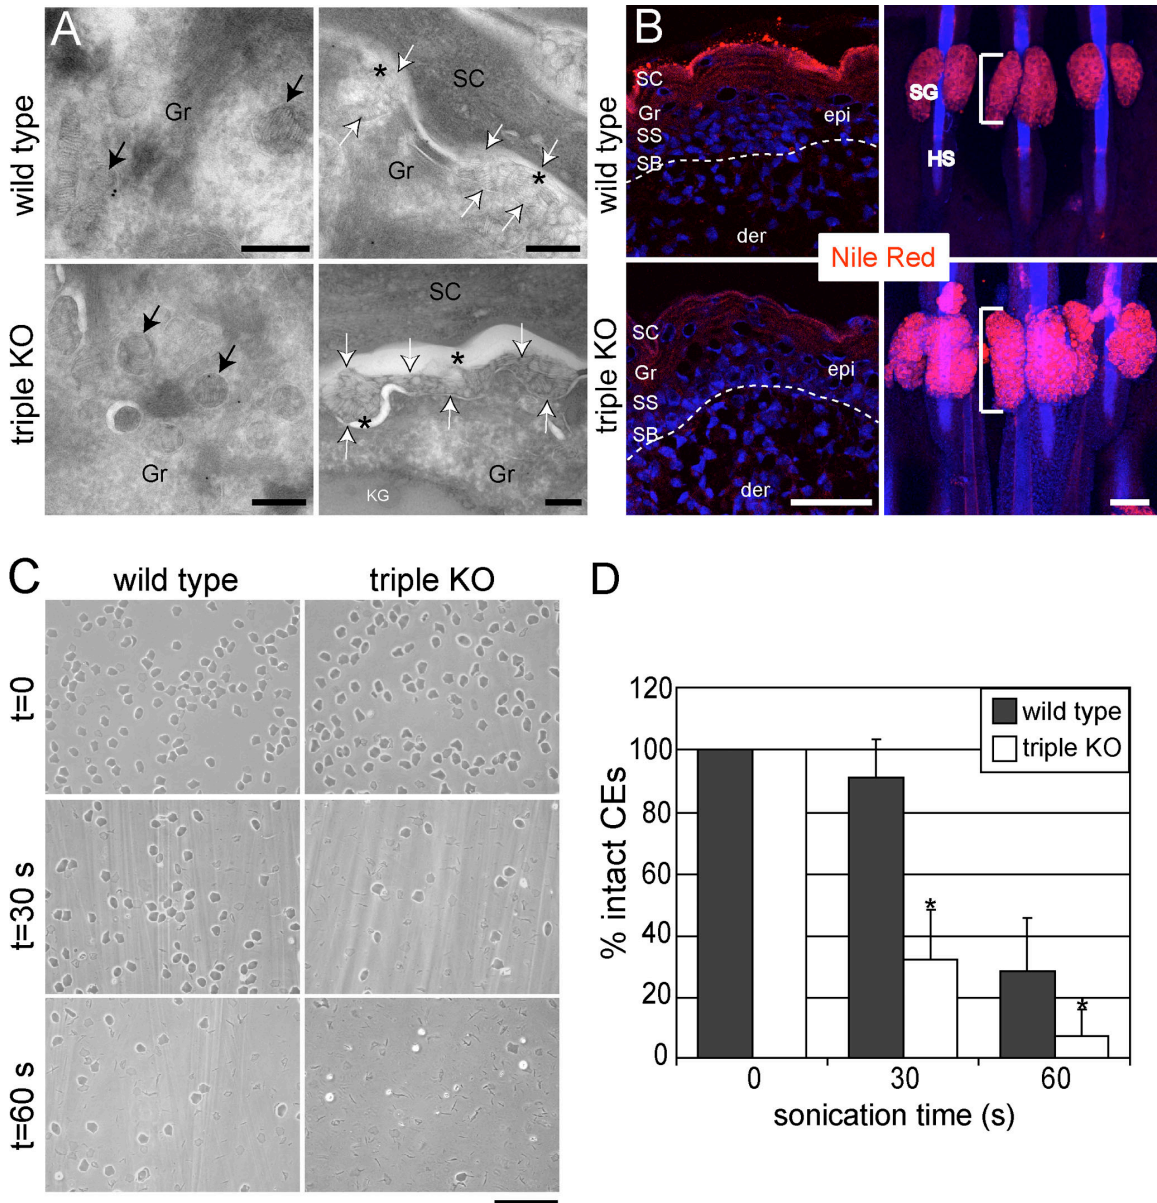 A
wild type
Gr
SC
*
Gr
*
triple KO
Gr
SC
*
*
Gr
KG
B
wild type
SC
Gr
SS
SB
epi
der
SG
HS
Nile Red
triple KO
SC
Gr
SS
SB
epi
der
C
wild type
triple KO
t=0
t=30 s
t=60 s
D
120
100
80
60
40
20
0
% intact CEs
wild type
triple KO
*
*
0
30
60
sonication time (s)